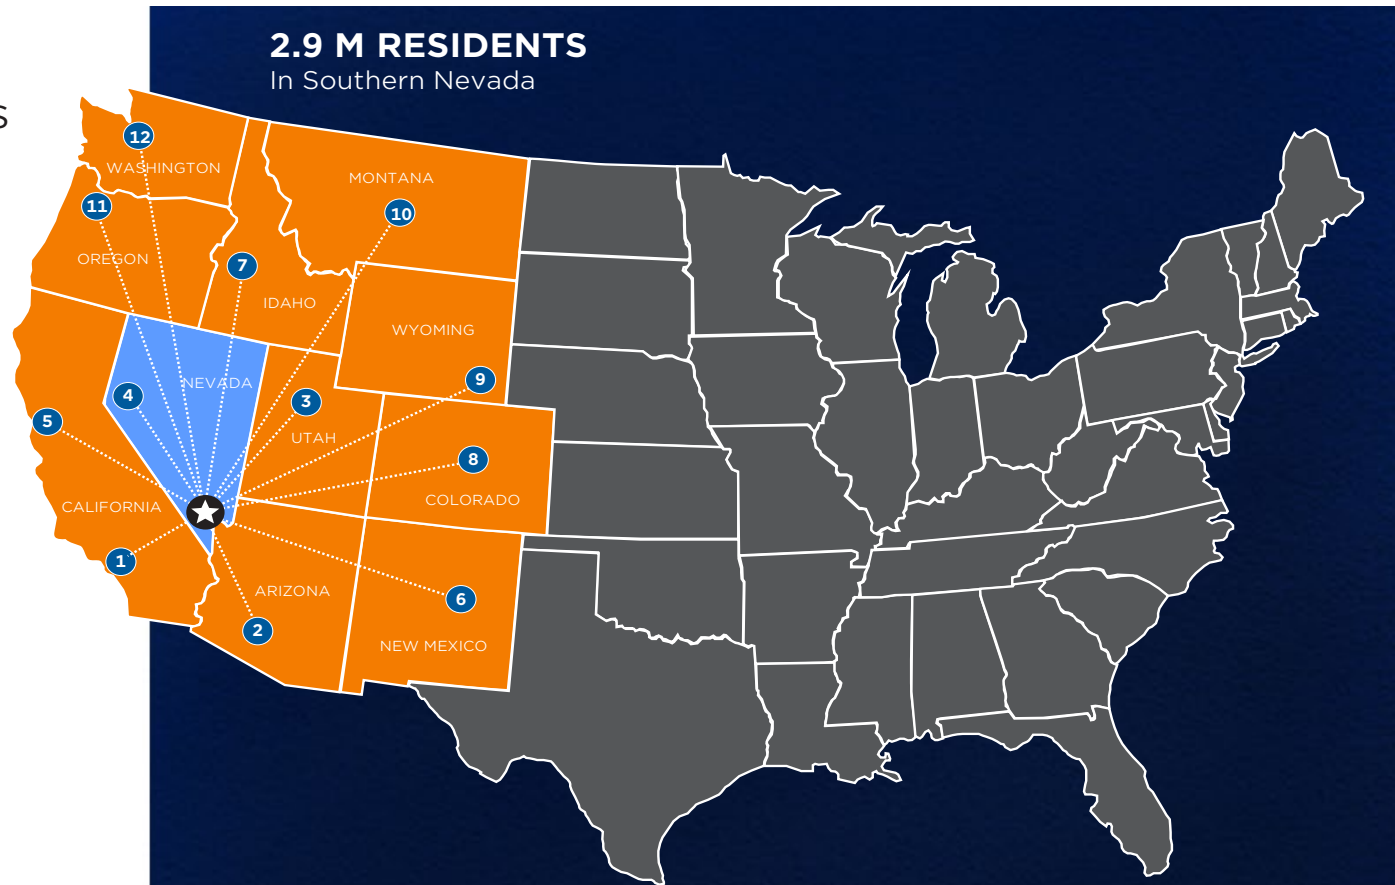 2.9 M RESIDENTS
In Southern Nevada
S
12
WASHINGTON
MONTANA
11
10
OREGON
7
IDAHO
WYOMING
9
NEVADA
4
3
5
UTAH
8
COLORADO
CALIFORNIA
1
ARIZONA
6
2
NEW MEXICO